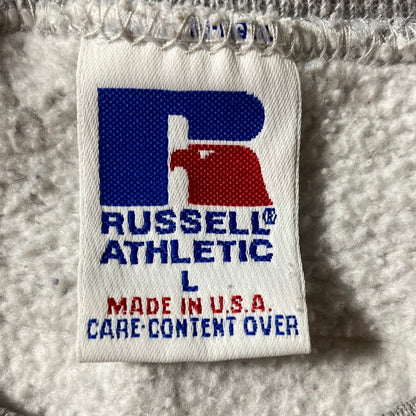 R
RUSSELL®
ATHLETIC
L
MADE IN U.S.A.
CARE-CONTENT OVER